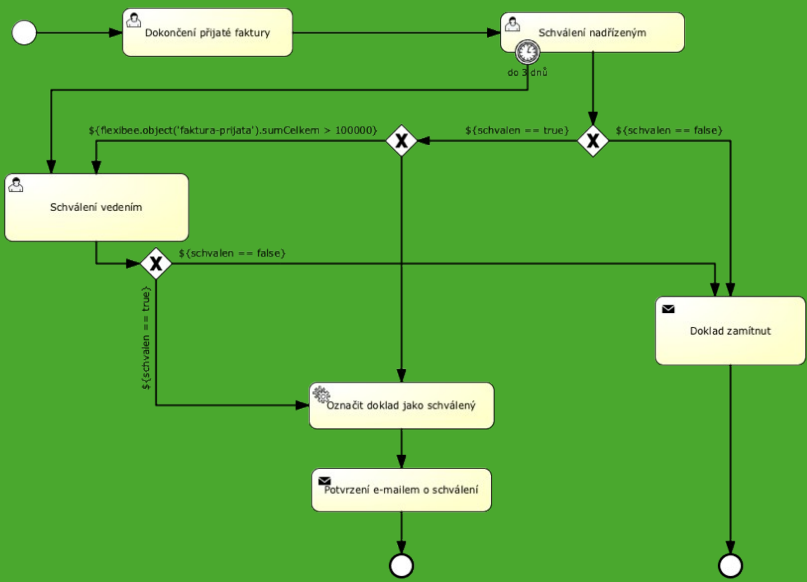 Dokončení přijaté faktury
Schválení nadřízeným
do 3 dnů
${flexibee.object('faktura-prijata').sumCelkem > 100000}
${schvalen == true}
${schvalen == false}
Schválení vedením
${schvalen == false}
${schvalen == true}
Doklad zamítnut
Označit doklad jako schválený
Potvrzení e-mailem o schválení